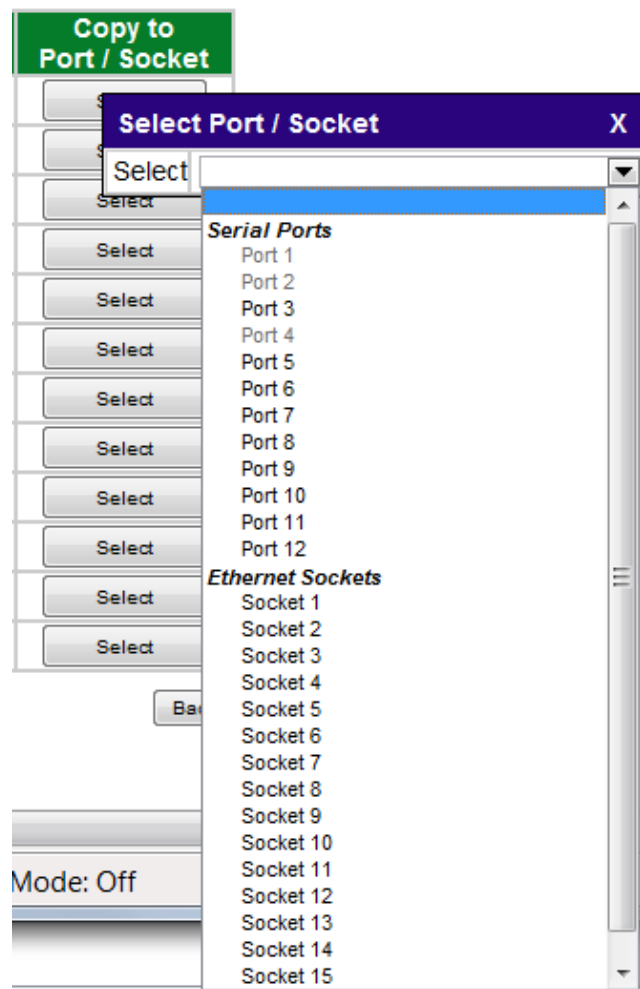 Copy to
Port / Socket
Select Port / Socket X
Select
Select
Select
Select
Select
Select
Select
Select
Select
Select
Select
Serial Ports
Port 1
Port 2
Port 3
Port 4
Port 5
Port 6
Port 7
Port 8
Port 9
Port 10
Port 11
Port 12
Ethernet Sockets
Socket 1
Socket 2
Socket 3
Socket 4
Socket 5
Socket 6
Socket 7
Socket 8
Socket 9
Socket 10
Socket 11
Socket 12
Socket 13
Socket 14
Socket 15
Mode: Off